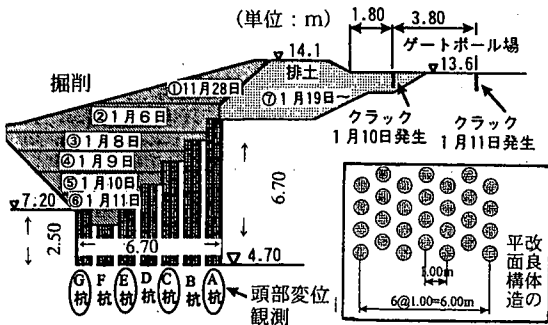 (単位：m)
1.80
3.80
ゲートボール場
14.1
13.6
掘削
排土
①11月28日
⑦1月19日～
②1月6日
③1月8日
④1月9日
⑤1月10日
⑥1月11日
クラック
1月10日発生
クラック
1月11日発生
7.20
6.70
2.50
6.70
4.70
G杭
F杭
E杭
D杭
C杭
B杭
A杭
頭部変位
観測
改良体の
平面構造
1.00m
6@1.00=6.00m